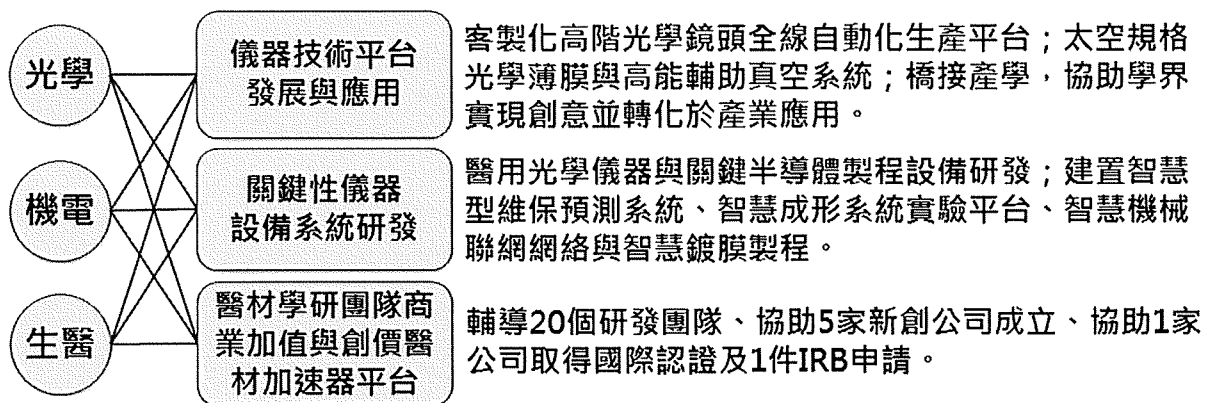 光學
儀器技術平台
發展與應用
客製化高階光學鏡頭全線自動化生產平台；太空規格
光學薄膜與高能輔助真空系統；橋接產學，協助學界
實現創意並轉化於產業應用。
機電
關鍵性儀器
設備系統研發
醫用光學儀器與關鍵半導體製程設備研發；建置智慧
型維保預測系統、智慧成形系統實驗平台、智慧機械
聯網網絡與智慧鍍膜製程。
生醫
醫材學研團隊商
業加值與創價醫
材加速器平台
輔導20個研發團隊、協助5家新創公司成立、協助1家
公司取得國際認證及1件IRB申請。